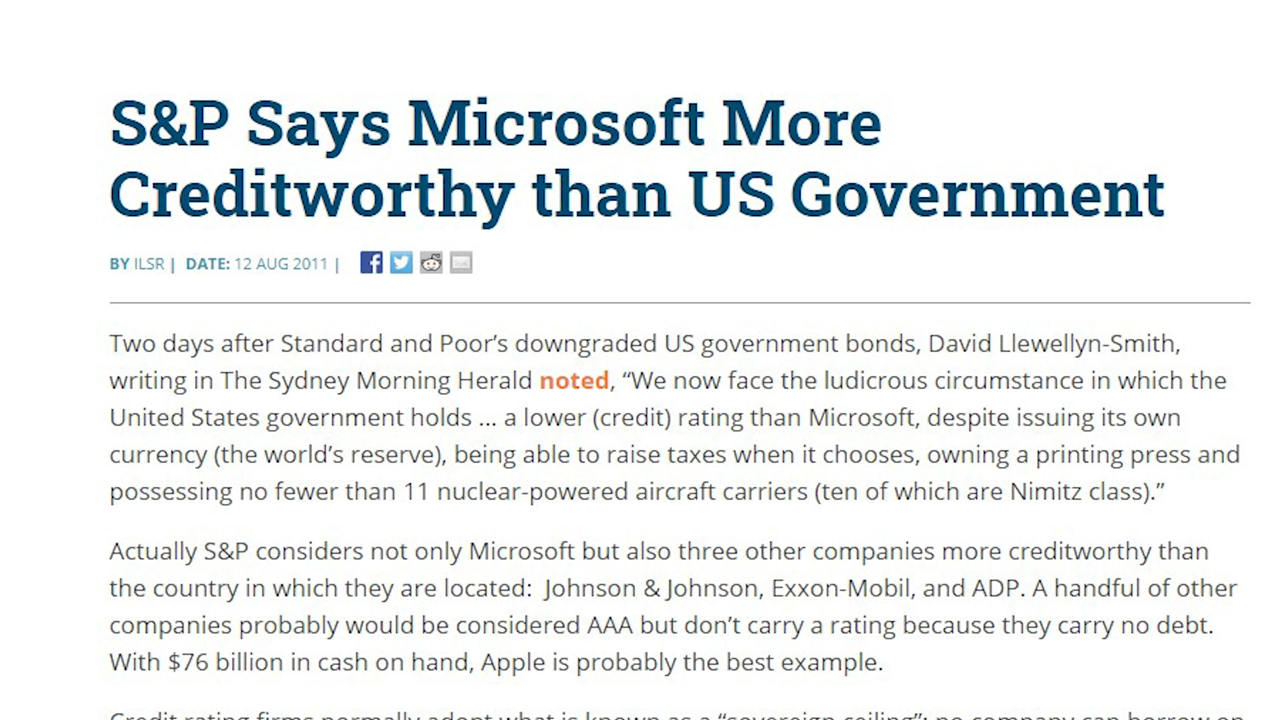 S&P Says Microsoft More
Creditworthy than US Government
BY ILSR | DATE: 12 AUG 2011 |
Two days after Standard and Poor’s downgraded US government bonds, David Llewellyn-Smith,
writing in The Sydney Morning Herald noted, “We now face the ludicrous circumstance in which the
United States government holds ... a lower (credit) rating than Microsoft, despite issuing its own
currency (the world’s reserve), being able to raise taxes when it chooses, owning a printing press and
possessing no fewer than 11 nuclear-powered aircraft carriers (ten of which are Nimitz class).”
Actually S&P considers not only Microsoft but also three other companies more creditworthy than
the country in which they are located:  Johnson & Johnson, Exxon-Mobil, and ADP. A handful of other
companies probably would be considered AAA but don’t carry a rating because they carry no debt.
With $76 billion in cash on hand, Apple is probably the best example.
Credit rating firms normally adopt what is known as a “sovereign ceiling”: no company can borrow on